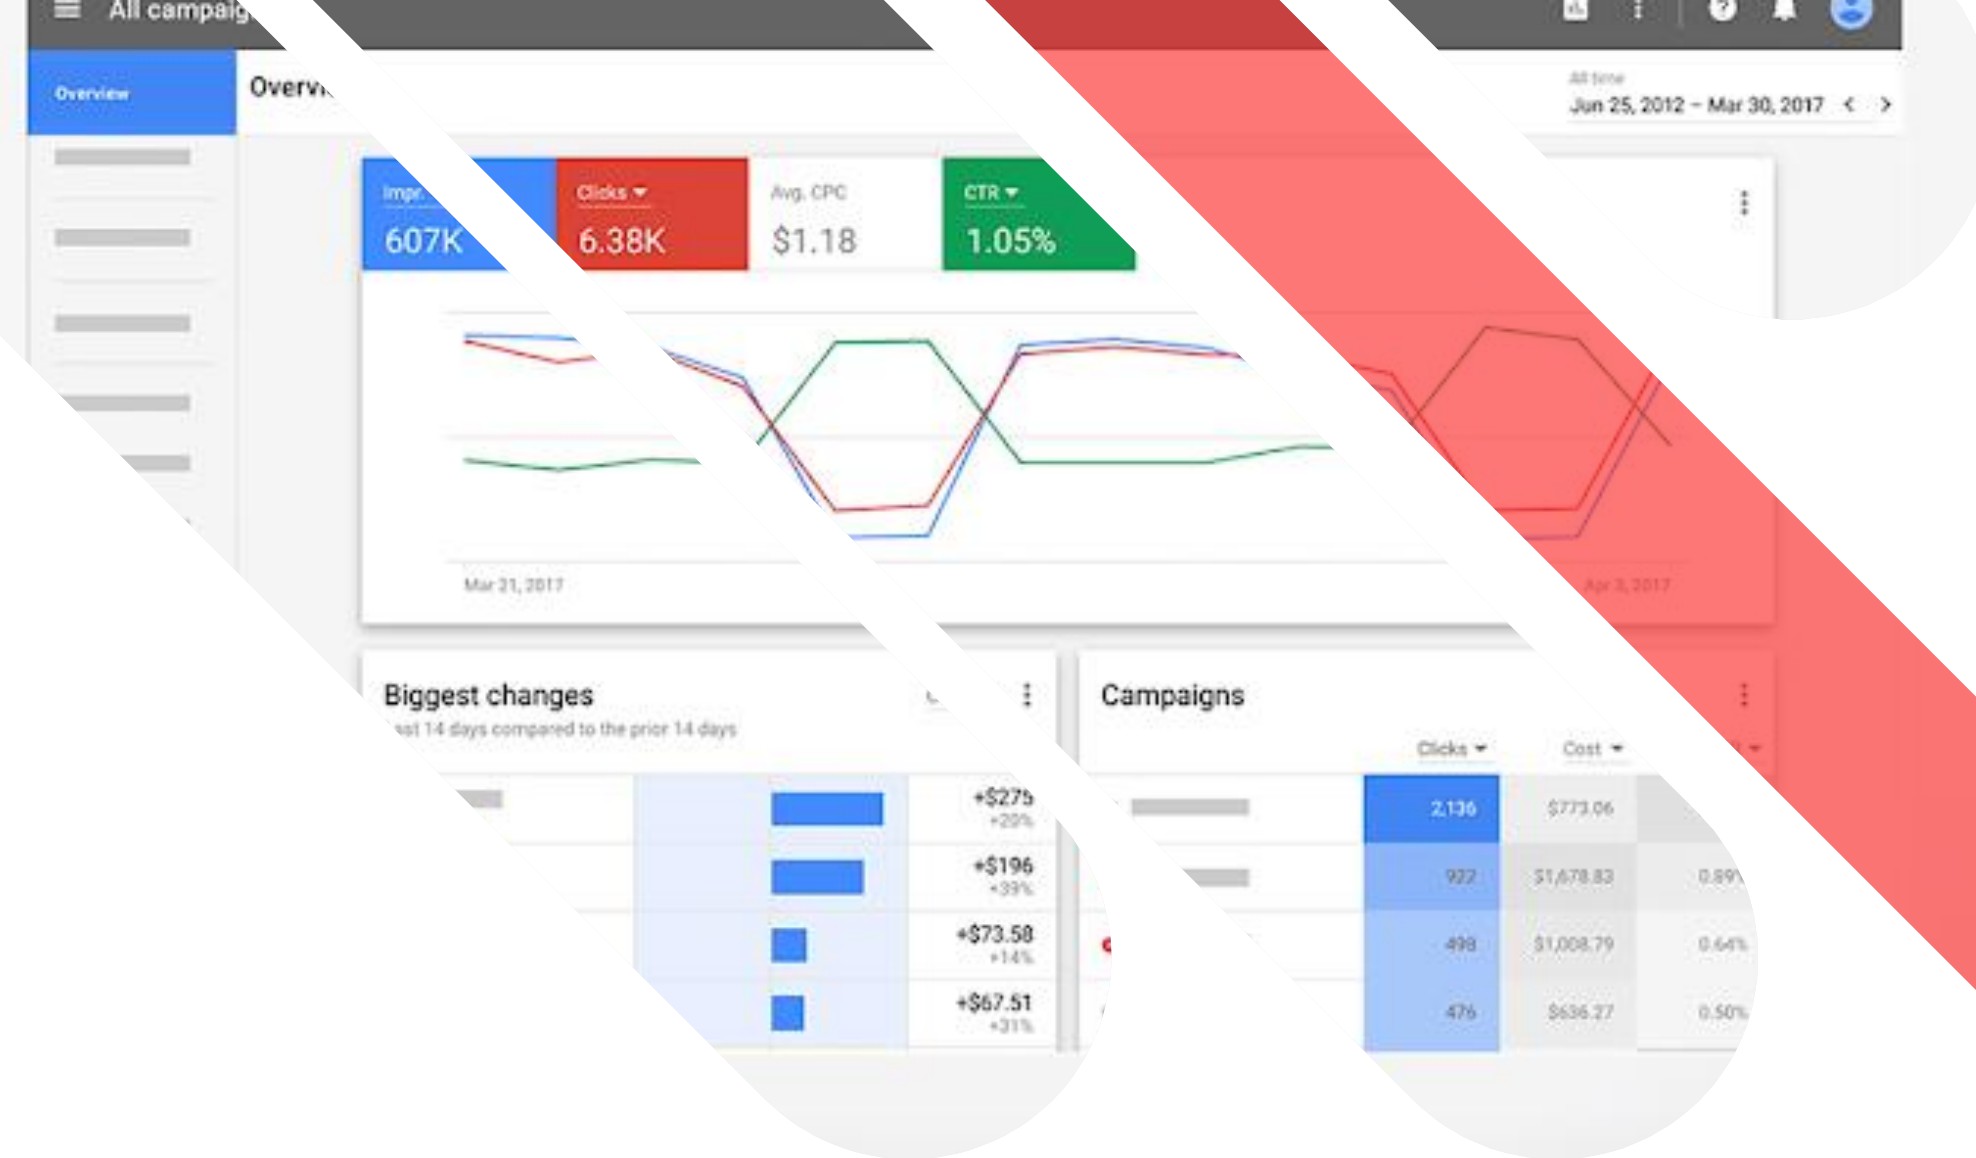 All campaig
Overview
Overvi
All time
Jun 25, 2012 – Mar 30, 2017
Impr.
607K
Clicks
6.38K
Avg. CPC
$1.18
CTR
1.05%
Mar 21, 2017
Apr 3, 2017
Biggest changes
ast 14 days compared to the prior 14 days
+$275
+20%
+$196
+39%
+$73.58
+14%
+$67.51
+31%
Campaigns
Clicks
Cost
2,136
$773.06
922
$1,678.83
0.89%
498
$1,008.79
0.64%
476
$636.27
0.50%